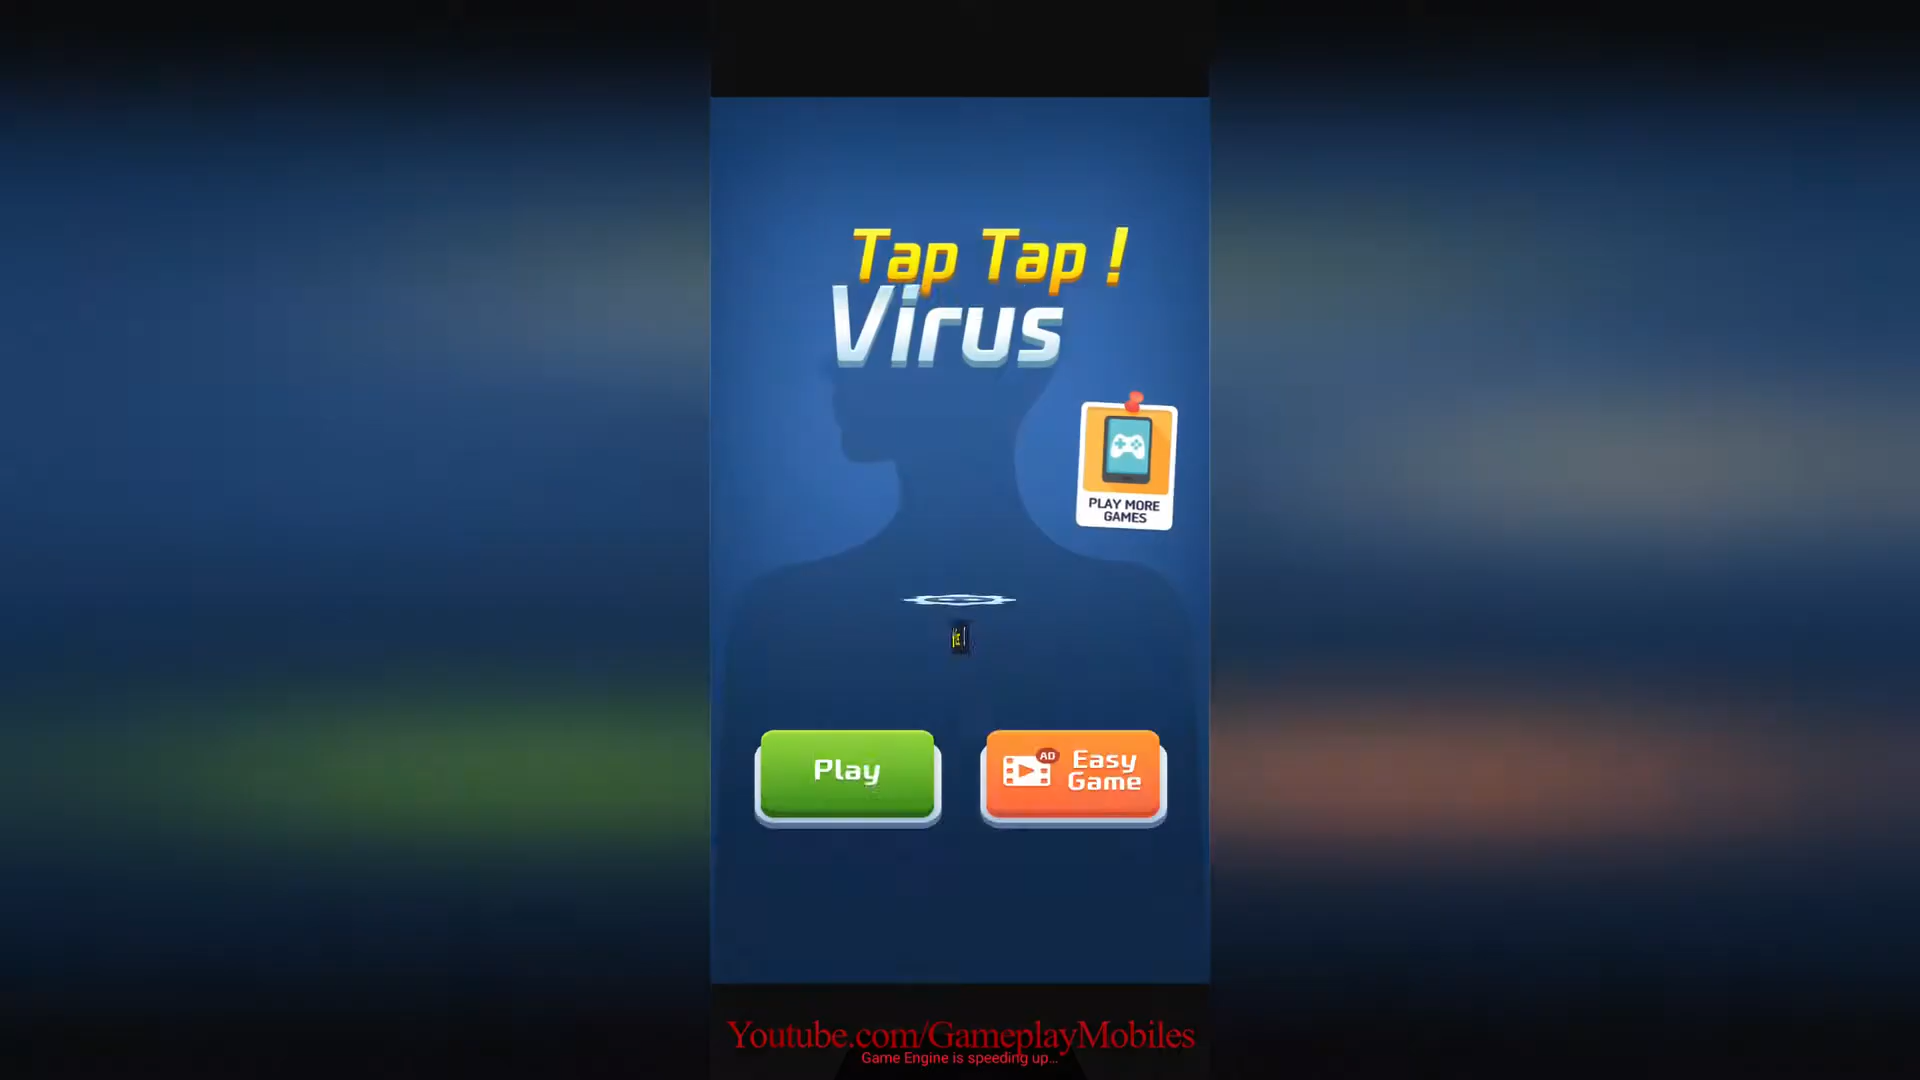 Tap Tap !
Virus
PLAY MORE
GAMES
Play
AD
Easy
Game
Youtube.com/GameplayMobiles
Game Engine is speeding up...